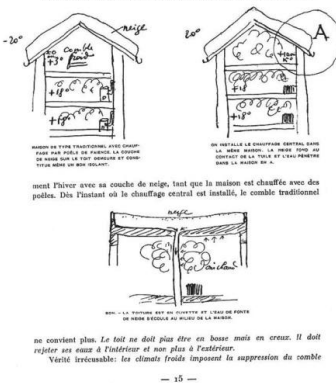 neige
-20°
20°
A
±0 comble
+3° froid
+18°
+18°
+18°
MAISON DE TYPE TRADITIONNEL AVEC CHAUF-
FAGE PAR POÊLE DE FAIENCE. LA COUCHE
DE NEIGE SUR LE TOIT DEMEURE ET CONS-
TITUE MÊME UN BON ISOLANT.
ON INSTALLE LE CHAUFFAGE CENTRAL DANS
LA MÊME MAISON. LA NEIGE FOND AU
CONTACT DE LA TUILE ET L'EAU PÉNÈTRE
DANS LA MAISON EN A.
ment l'hiver avec sa couche de neige, tant que la maison est chauffée avec des
poêles. Dès l'instant où le chauffage central est installé, le comble traditionnel
neige
air chaud
BON. - LA TOITURE EST EN CUVETTE ET L'EAU DE FONTE
DE NEIGE S'ÉCOULE AU MILIEU DE LA MAISON.
ne convient plus. Le toit ne doit plus être en bosse mais en creux. Il doit
rejeter ses eaux à l'intérieur et non plus à l'extérieur.
Vérité irrécusable: les climats froids imposent la suppression du comble
— 15 —